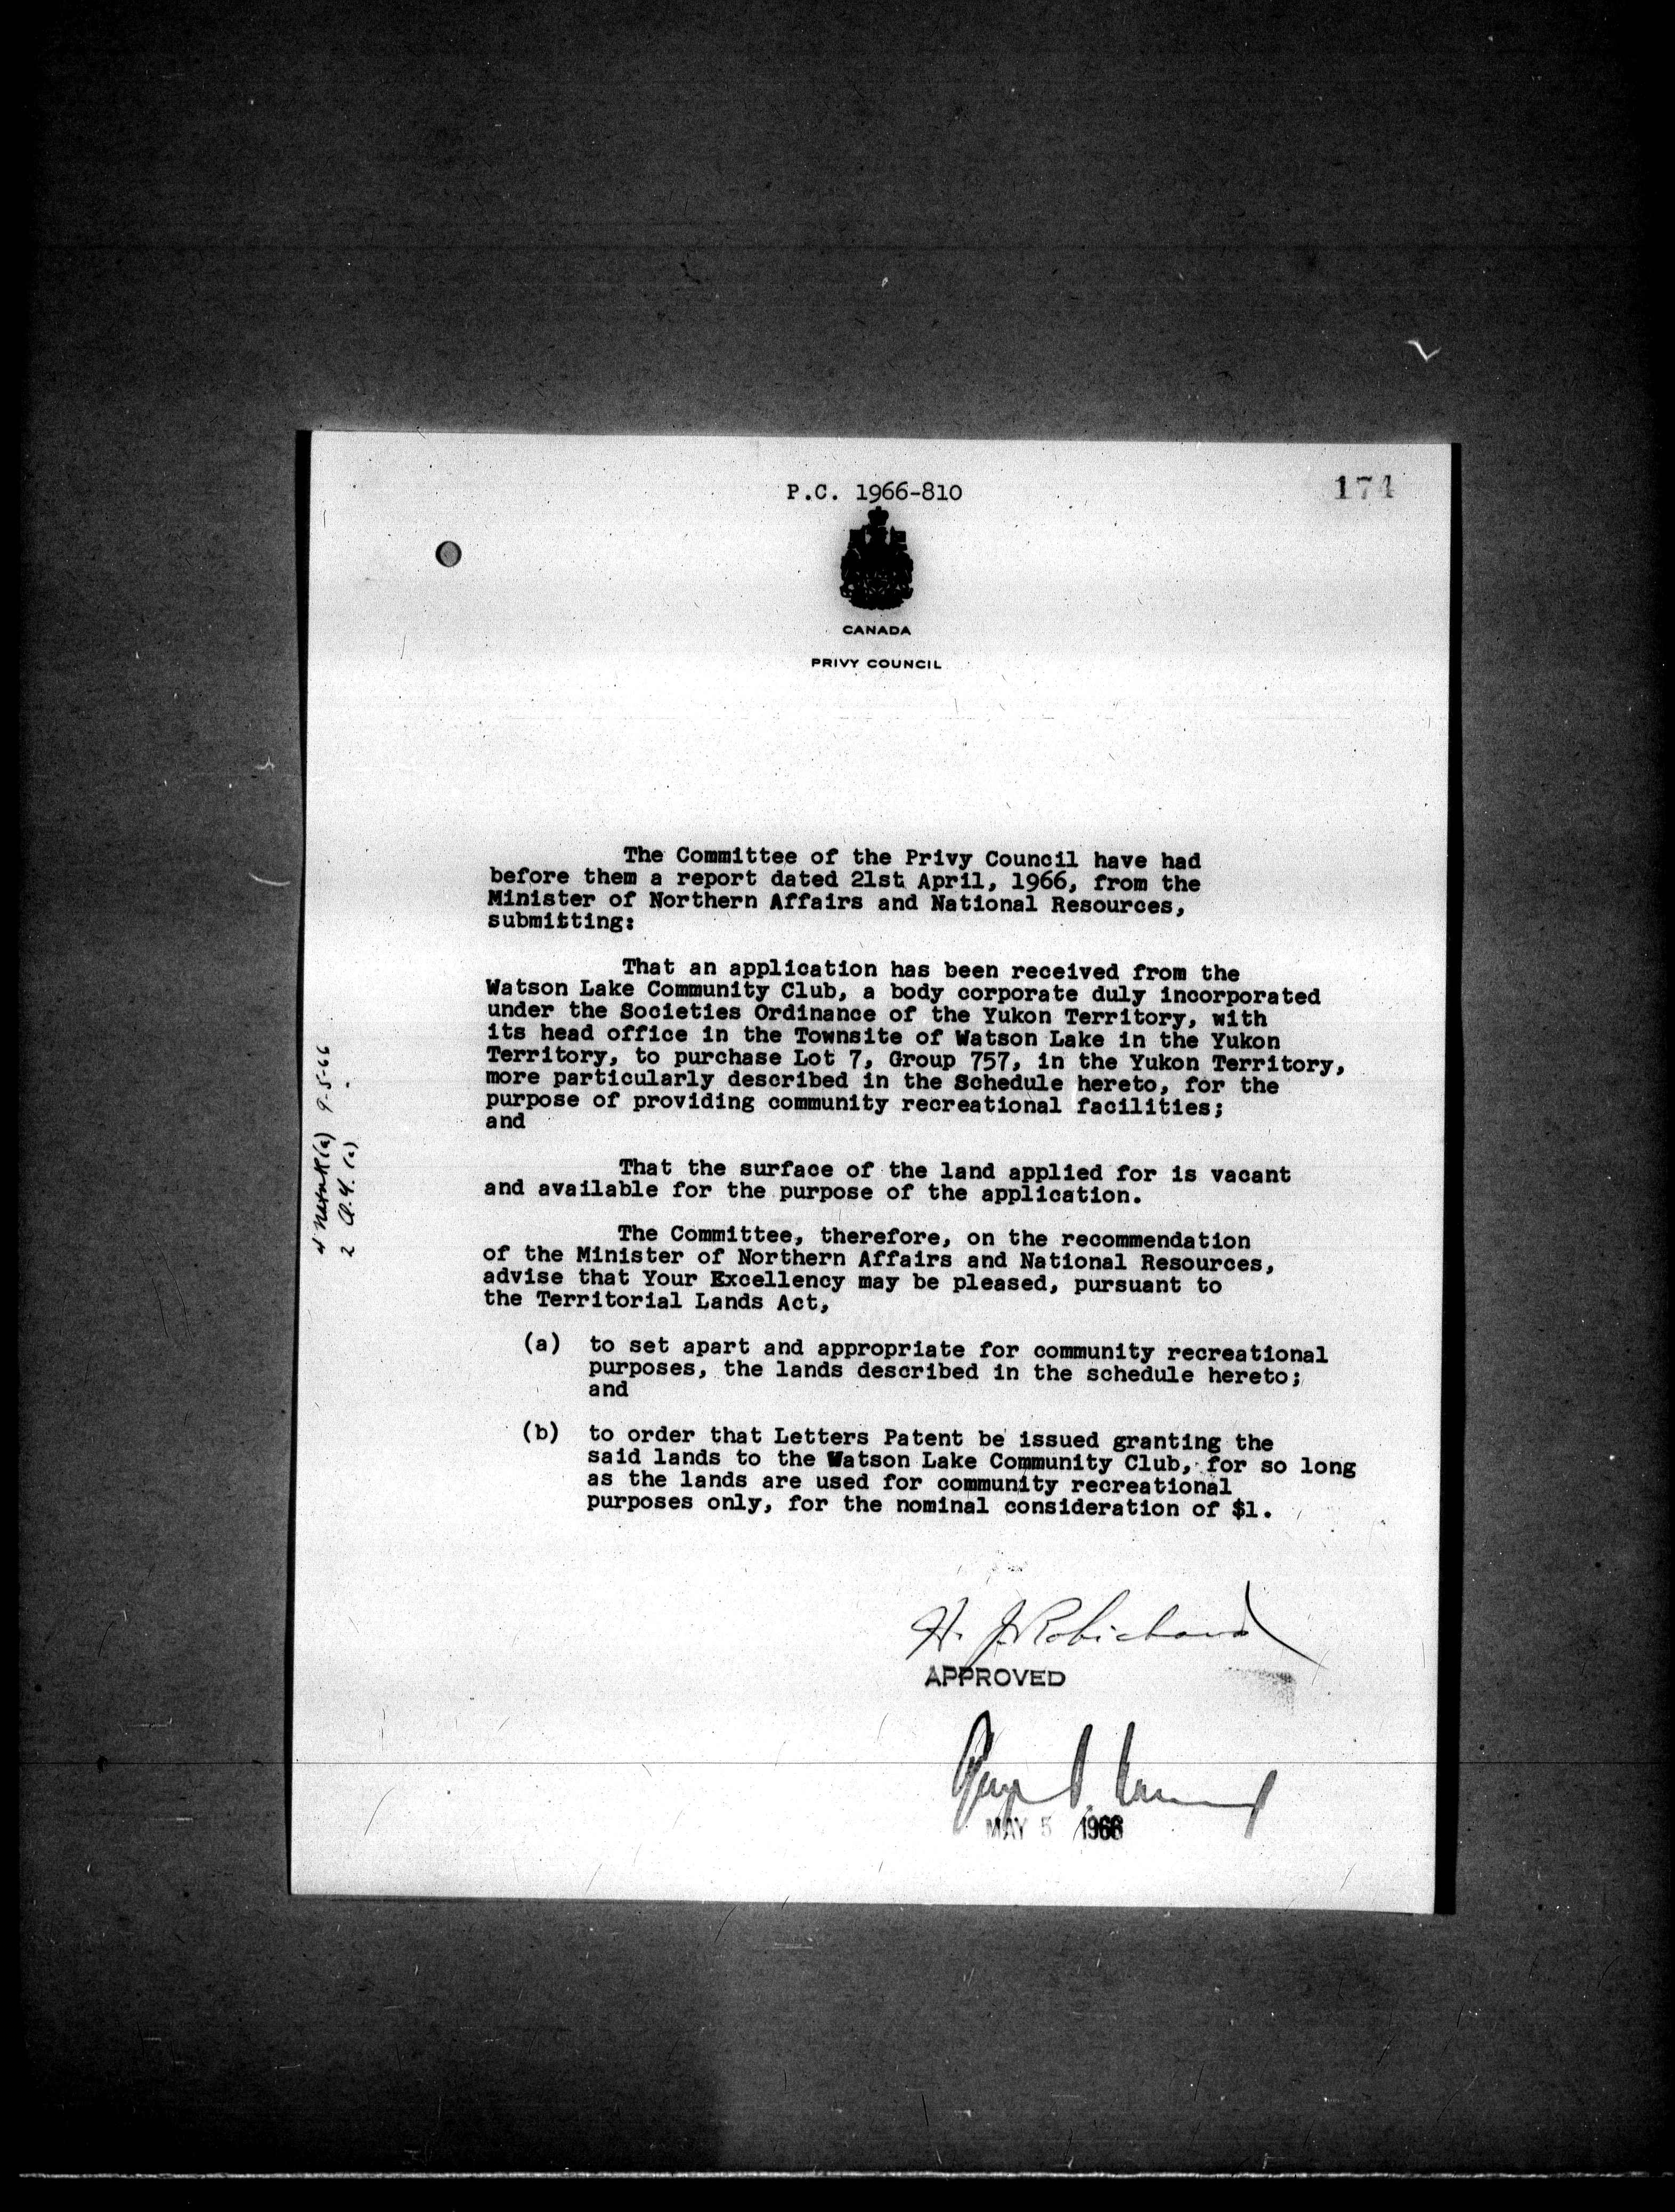 P.C. 1966-810
174
CANADA
PRIVY COUNCIL
The Committee of the Privy Council have had
before them a report dated 21st April, 1966, from the
Minister of Northern Affairs and National Resources,
submitting:
That an application has been received from the
Watson Lake Community Club, a body corporate duly incorporated
under the Societies Ordinance of the Yukon Territory, with
its head office in the Townsite of Watson Lake in the Yukon
Territory, to purchase Lot 7, Group 757, in the Yukon Territory,
more particularly described in the Schedule hereto, for the
purpose of providing community recreational facilities;
and
That the surface of the land applied for is vacant
and available for the purpose of the application.
The Committee, therefore, on the recommendation
of the Minister of Northern Affairs and National Resources,
advise that Your Excellency may be pleased, pursuant to
the Territorial Lands Act,
(a) to set apart and appropriate for community recreational
purposes, the lands described in the schedule hereto;
and
(b) to order that Letters Patent be issued granting the
said lands to the Watson Lake Community Club, for so long
as the lands are used for community recreational
purposes only, for the nominal consideration of $1.
H. J. Robichaud
APPROVED
MAY 5 1966
9-5-66